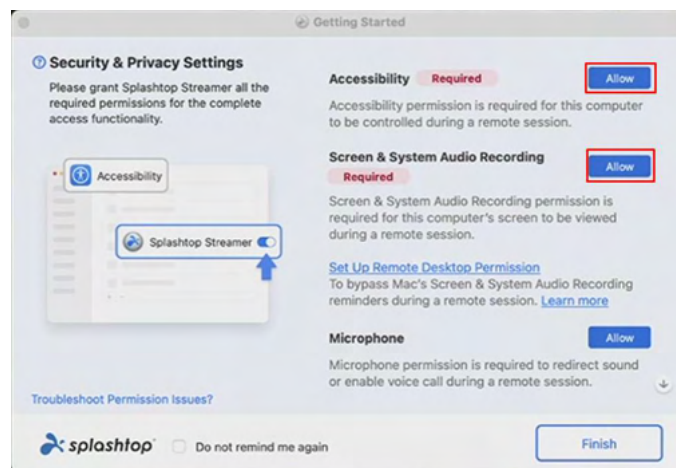 Getting Started
Security & Privacy Settings
Please grant Splashtop Streamer all the
required permissions for the complete
access functionality.
Accessibility
Splashtop Streamer
Troubleshoot Permission Issues?
Accessibility Required Allow
Accessibility permission is required for this computer
to be controlled during a remote session.
Screen & System Audio Recording
Required
Allow
Screen & System Audio Recording permission is
required for this computer's screen to be viewed
during a remote session.
Set Up Remote Desktop Permission
To bypass Mac's Screen & System Audio Recording
reminders during a remote session. Learn more
Microphone Allow
Microphone permission is required to redirect sound
or enable voice call during a remote session.
splashtop
Do not remind me again
Finish